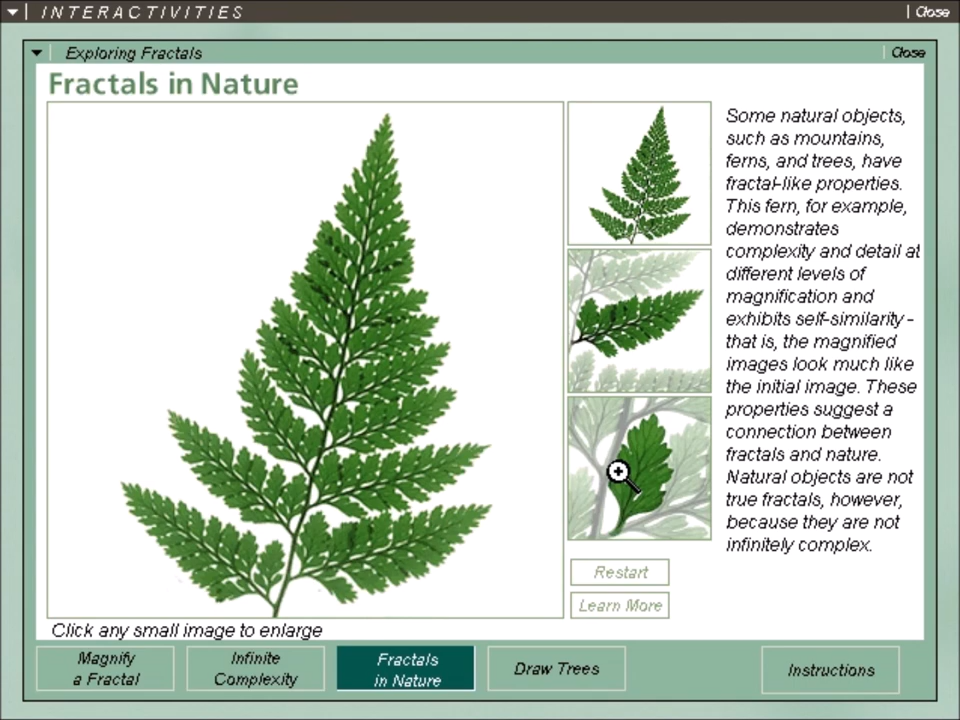 INTERACTIVITIES
Close
Exploring Fractals
Close
Fractals in Nature
Some natural objects,
such as mountains,
ferns, and trees, have
fractal-like properties.
This fern, for example,
demonstrates
complexity and detail at
different levels of
magnification and
exhibits self-similarity -
that is, the magnified
images look much like
the initial image. These
properties suggest a
connection between
fractals and nature.
Natural objects are not
true fractals, however,
because they are not
infinitely complex.
Restart
Learn More
Click any small image to enlarge
Magnify
a Fractal
Infinite
Complexity
Fractals
in Nature
Draw Trees
Instructions